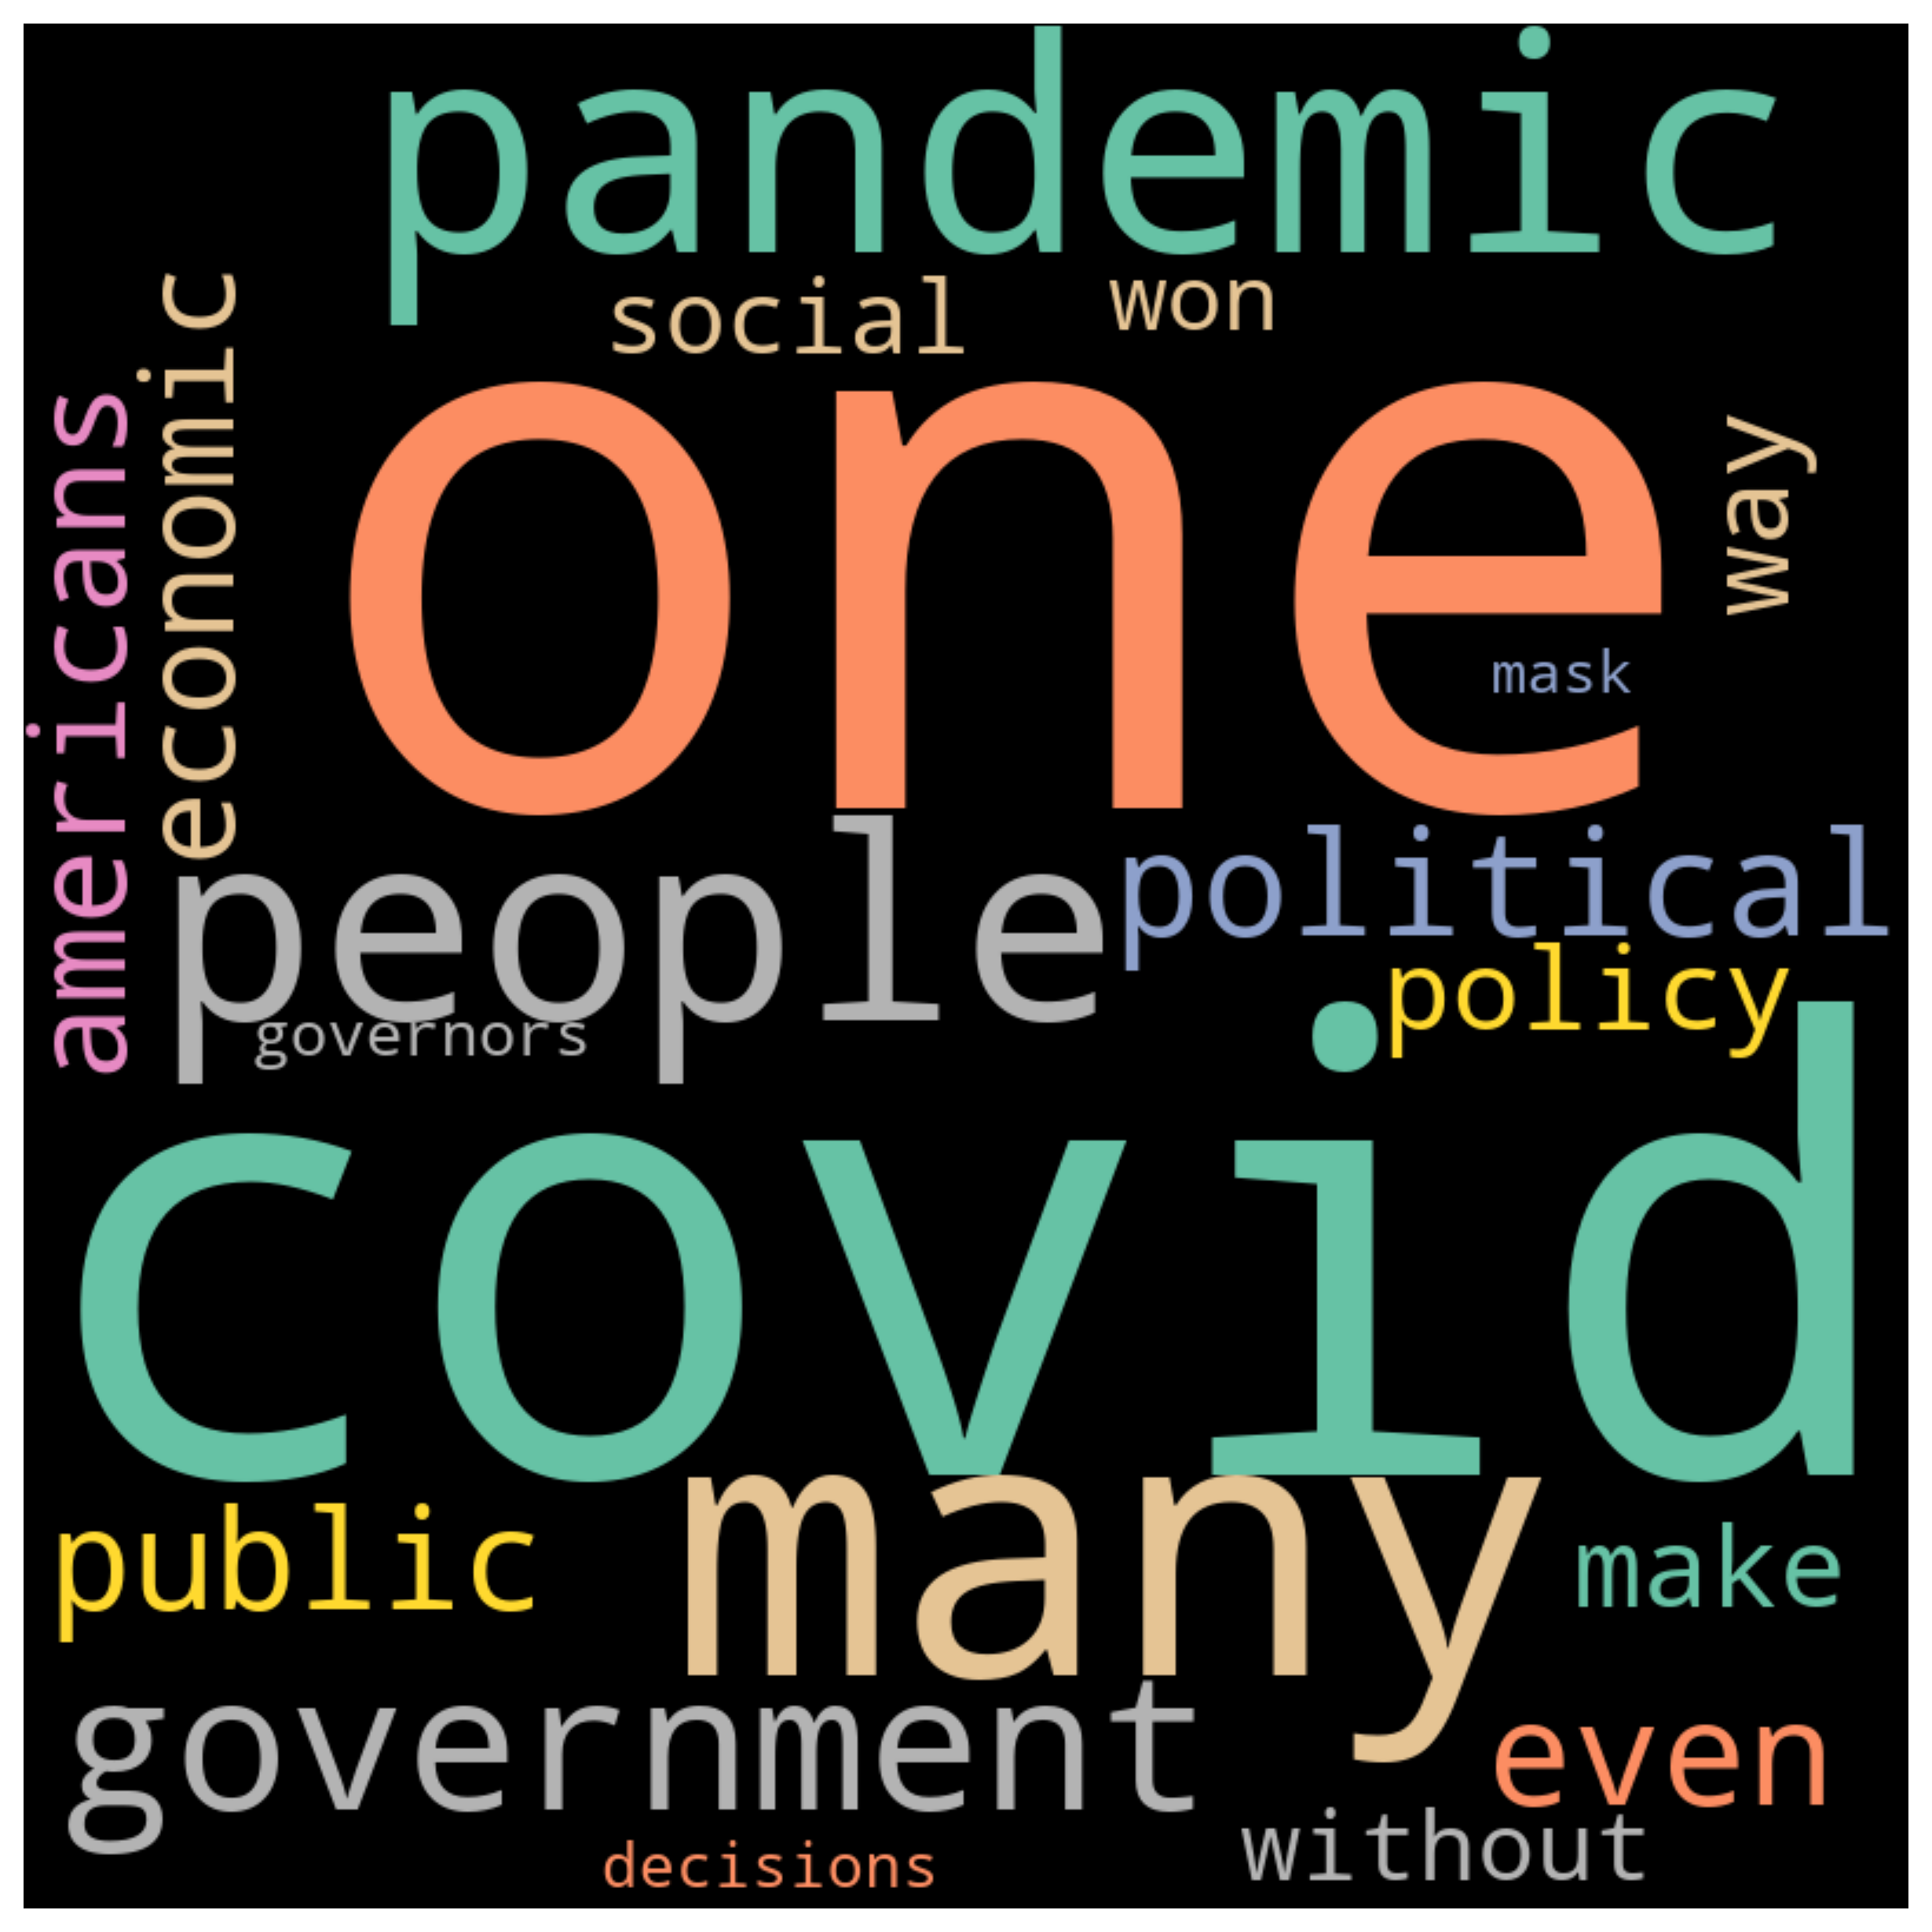 pandemic
social
won
americans
economic
one
way
mask
people
political
policy
governors
covid
many
public
make
government
even
without
decisions